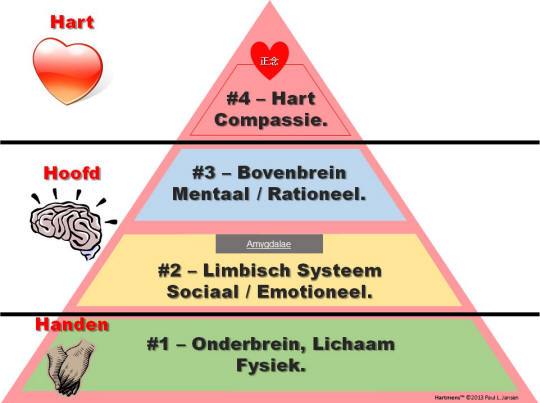 Hart
正念
#4 – Hart
Compassie.
Hoofd
#3 – Bovenbrein
Mentaal / Rationeel.
Amygdalae
#2 – Limbisch Systeem
Sociaal / Emotioneel.
Handen
#1 – Onderbrein, Lichaam
Fysiek.
Hartmens™ ©2013 Paul L.Jansen